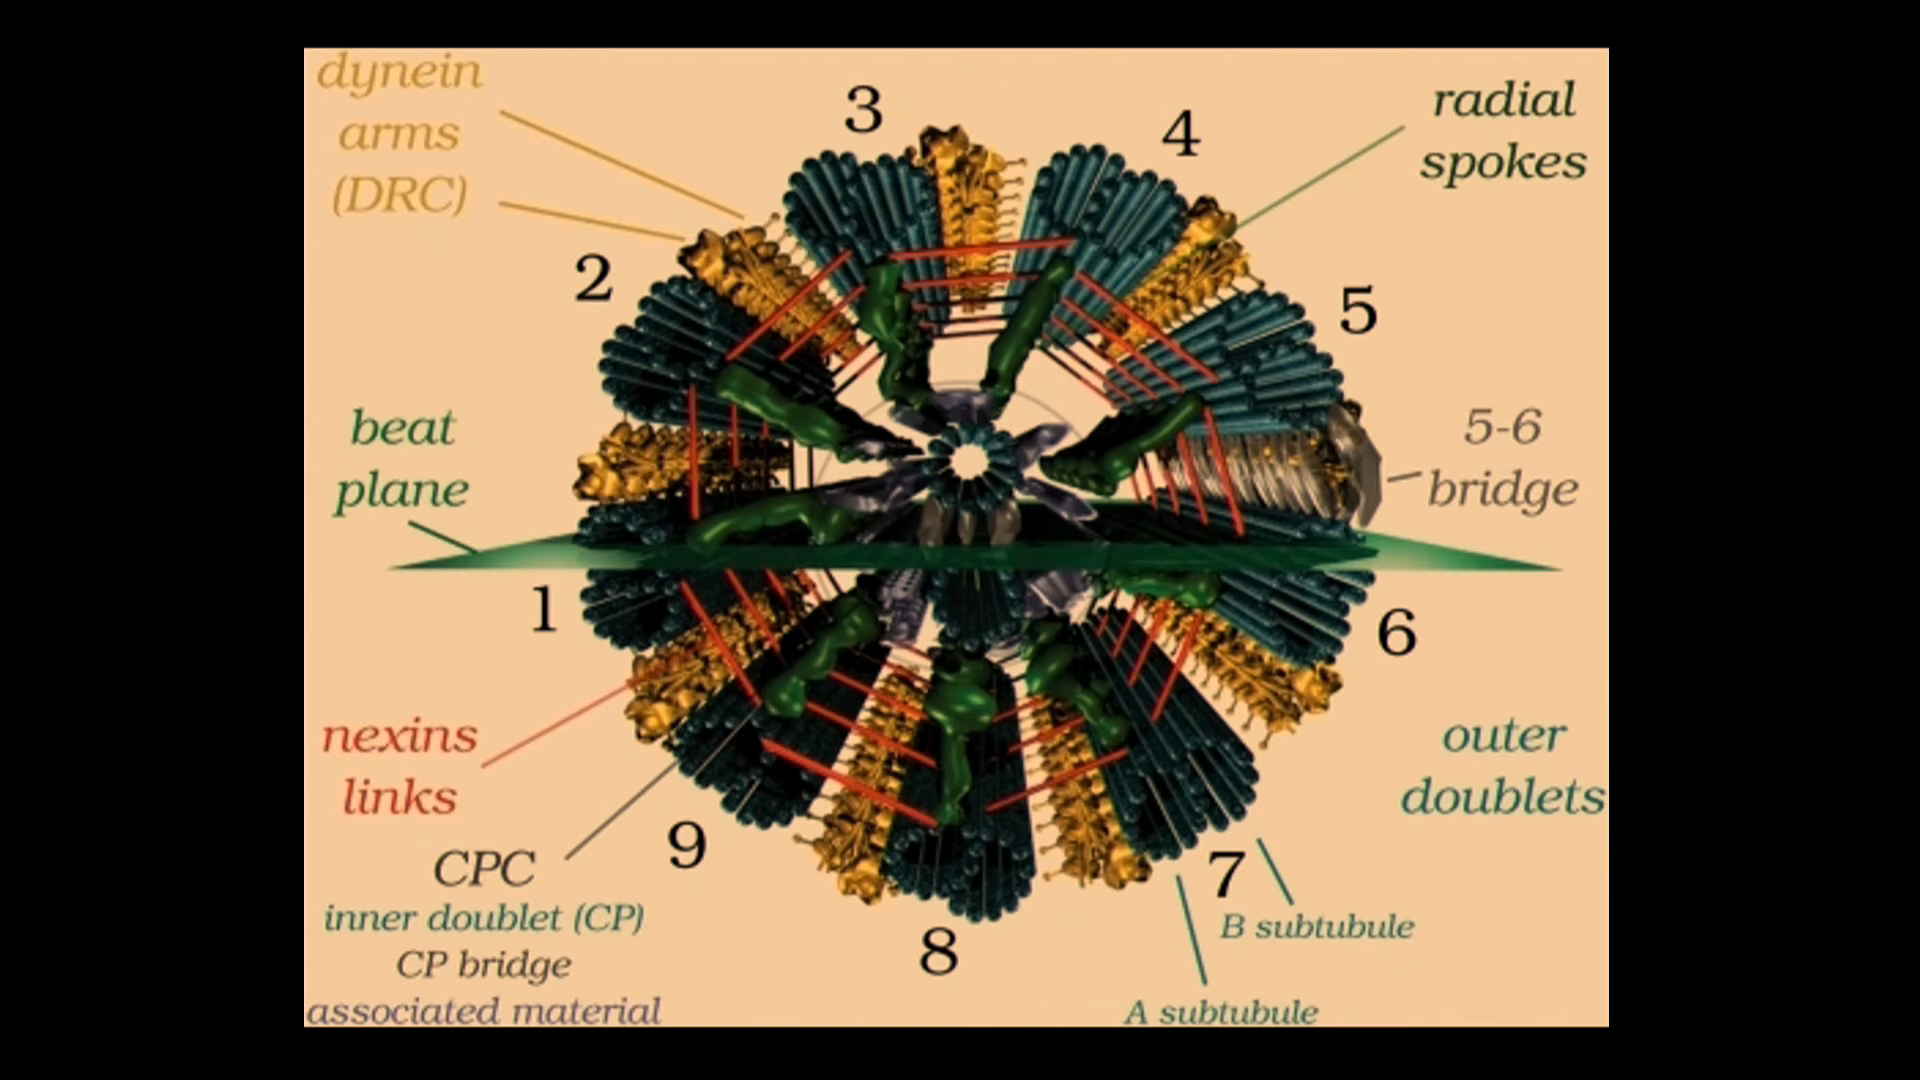 dynein
arms
(DRC)
3
4
radial
spokes
2
5
beat
plane
5-6
bridge
1
6
nexins
links
outer
doublets
9
7
CPC
inner doublet (CP)
CP bridge
associated material
8
B subtubule
A subtubule